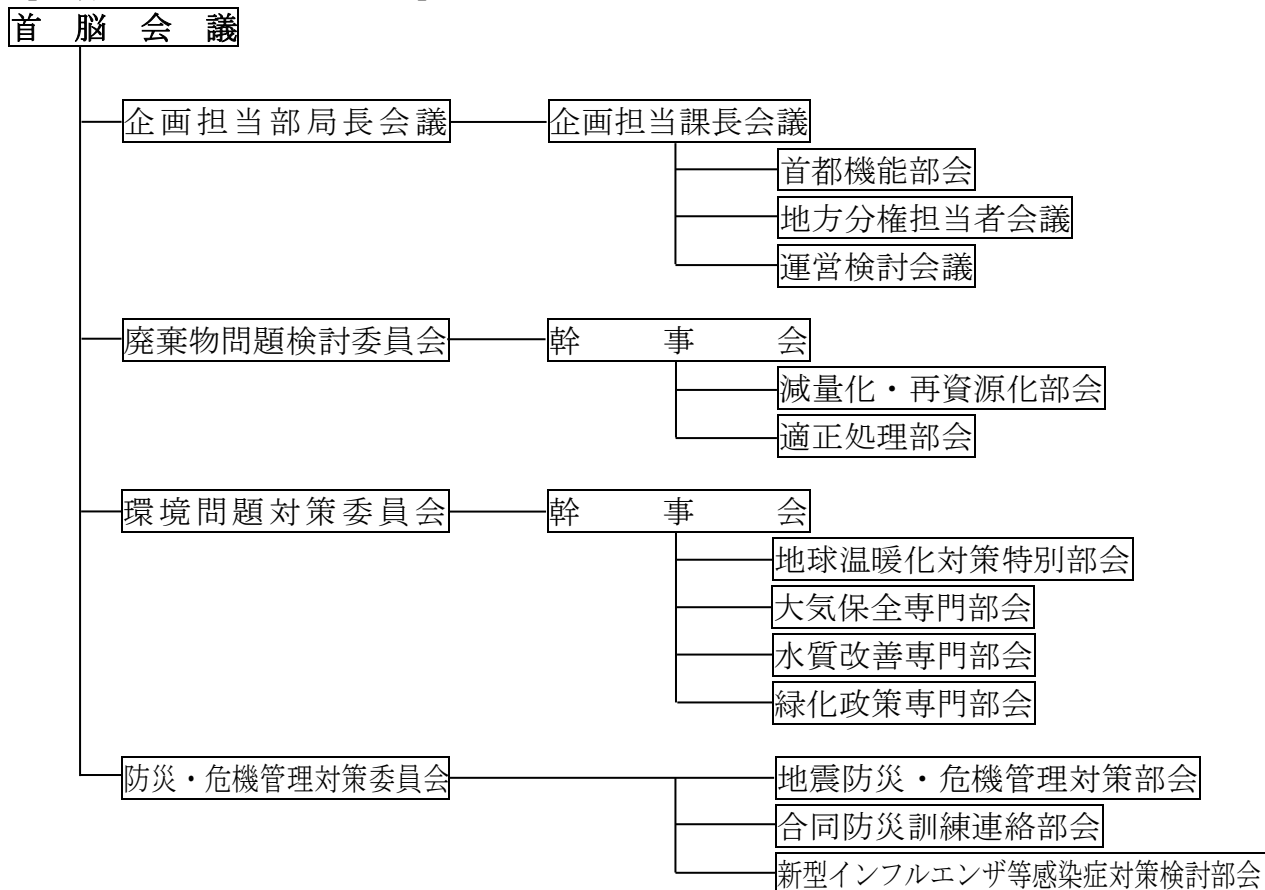 首脳会議
企画担当部局長会議 企画担当課長会議
首都機能部会
地方分権担当者会議
運営検討会議
廃棄物問題検討委員会 幹事会
減量化・再資源化部会
適正処理部会
環境問題対策委員会 幹事会
地球温暖化対策特別部会
大気保全専門部会
水質改善専門部会
緑化政策専門部会
防災・危機管理対策委員会 地震防災・危機管理対策部会
合同防災訓練連絡部会
新型インフルエンザ等感染症対策検討部会